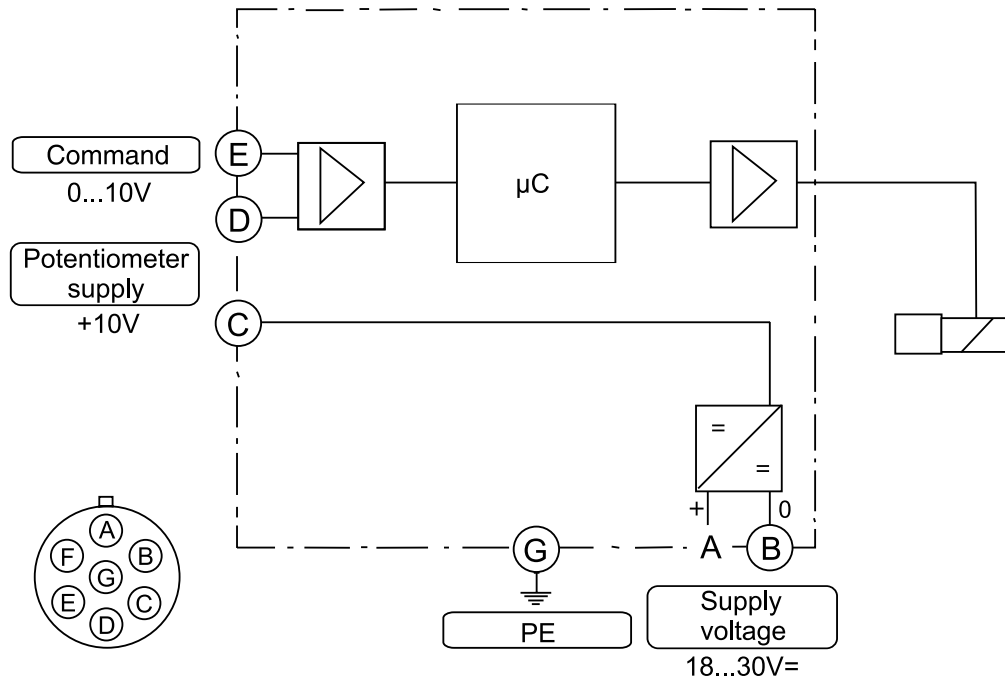 E
Command
0...10V
µC
D
Potentiometer
supply
+10V
C
=
=
+
0
A
F
B
G
E
C
D
G
A
B
PE
Supply
voltage
18...30V=